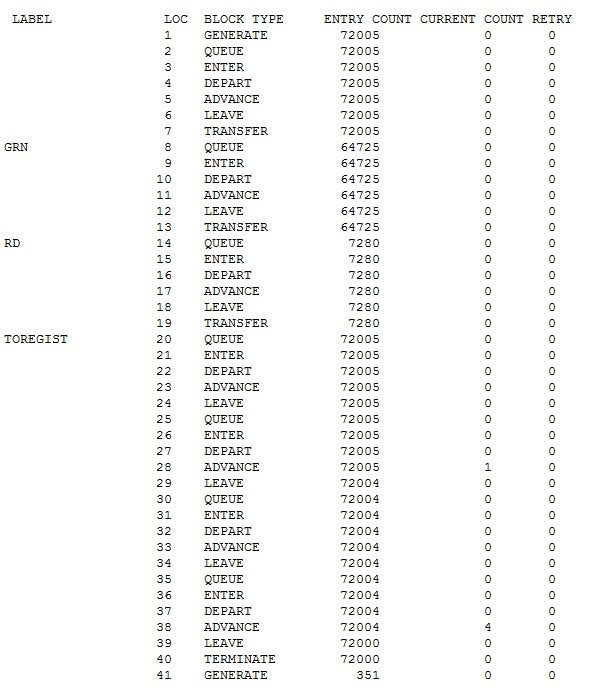 LABEL LOC BLOCK TYPE ENTRY COUNT CURRENT COUNT RETRY
1 GENERATE 72005 0 0
2 QUEUE 72005 0 0
3 ENTER 72005 0 0
4 DEPART 72005 0 0
5 ADVANCE 72005 0 0
6 LEAVE 72005 0 0
7 TRANSFER 72005 0 0
GRN 8 QUEUE 64725 0 0
9 ENTER 64725 0 0
10 DEPART 64725 0 0
11 ADVANCE 64725 0 0
12 LEAVE 64725 0 0
13 TRANSFER 64725 0 0
RD 14 QUEUE 7280 0 0
15 ENTER 7280 0 0
16 DEPART 7280 0 0
17 ADVANCE 7280 0 0
18 LEAVE 7280 0 0
19 TRANSFER 7280 0 0
TOREGIST 20 QUEUE 72005 0 0
21 ENTER 72005 0 0
22 DEPART 72005 0 0
23 ADVANCE 72005 0 0
24 LEAVE 72005 0 0
25 QUEUE 72005 0 0
26 ENTER 72005 0 0
27 DEPART 72005 0 0
28 ADVANCE 72005 1 0
29 LEAVE 72004 0 0
30 QUEUE 72004 0 0
31 ENTER 72004 0 0
32 DEPART 72004 0 0
33 ADVANCE 72004 0 0
34 LEAVE 72004 0 0
35 QUEUE 72004 0 0
36 ENTER 72004 0 0
37 DEPART 72004 0 0
38 ADVANCE 72004 4 0
39 LEAVE 72000 0 0
40 TERMINATE 72000 0 0
41 GENERATE 351 0 0